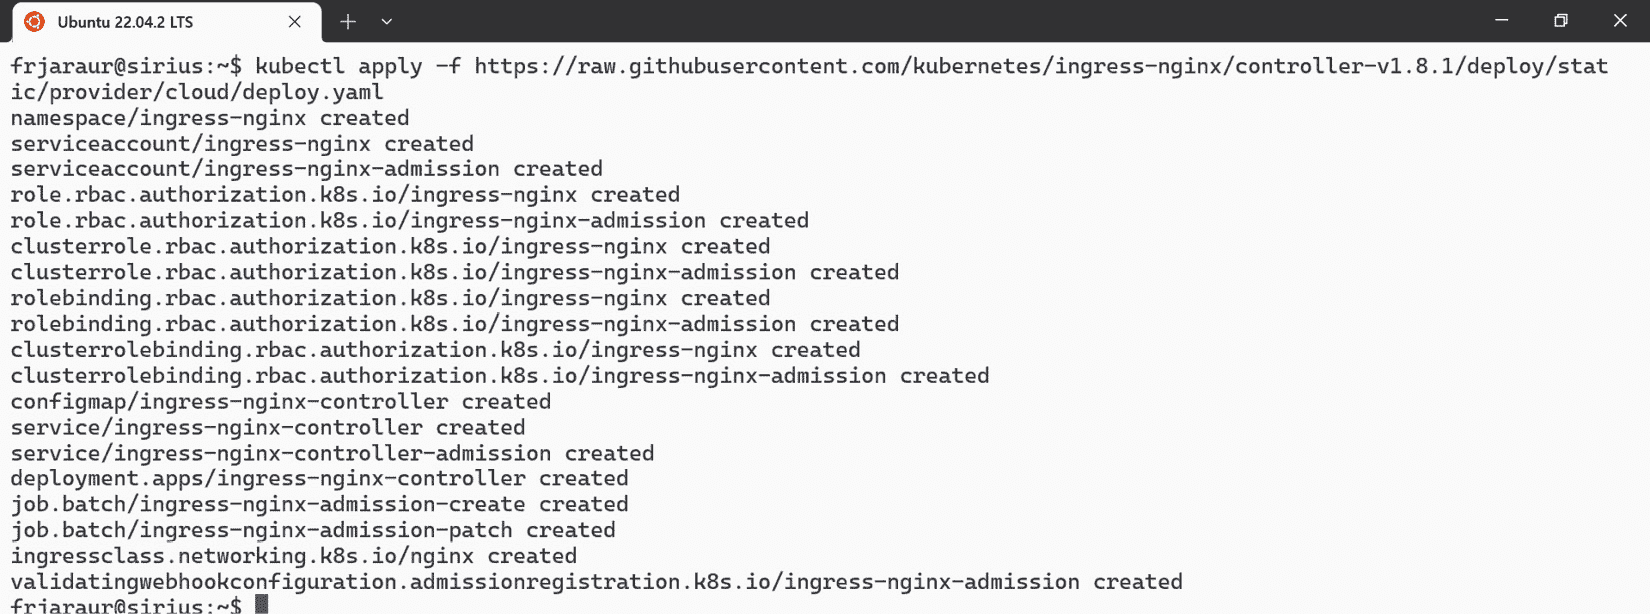 Ubuntu 22.04.2 LTS
frjaraur@sirius:~$ kubectl apply -f https://raw.githubusercontent.com/kubernetes/ingress-nginx/controller-v1.8.1/deploy/stat
ic/provider/cloud/deploy.yaml
namespace/ingress-nginx created
serviceaccount/ingress-nginx created
serviceaccount/ingress-nginx-admission created
role.rbac.authorization.k8s.io/ingress-nginx created
role.rbac.authorization.k8s.io/ingress-nginx-admission created
clusterrole.rbac.authorization.k8s.io/ingress-nginx created
clusterrole.rbac.authorization.k8s.io/ingress-nginx-admission created
rolebinding.rbac.authorization.k8s.io/ingress-nginx created
rolebinding.rbac.authorization.k8s.io/ingress-nginx-admission created
clusterrolebinding.rbac.authorization.k8s.io/ingress-nginx created
clusterrolebinding.rbac.authorization.k8s.io/ingress-nginx-admission created
configmap/ingress-nginx-controller created
service/ingress-nginx-controller created
service/ingress-nginx-controller-admission created
deployment.apps/ingress-nginx-controller created
job.batch/ingress-nginx-admission-create created
job.batch/ingress-nginx-admission-patch created
ingressclass.networking.k8s.io/nginx created
validatingwebhookconfiguration.admissionregistration.k8s.io/ingress-nginx-admission created
frjaraur@sirius:~$